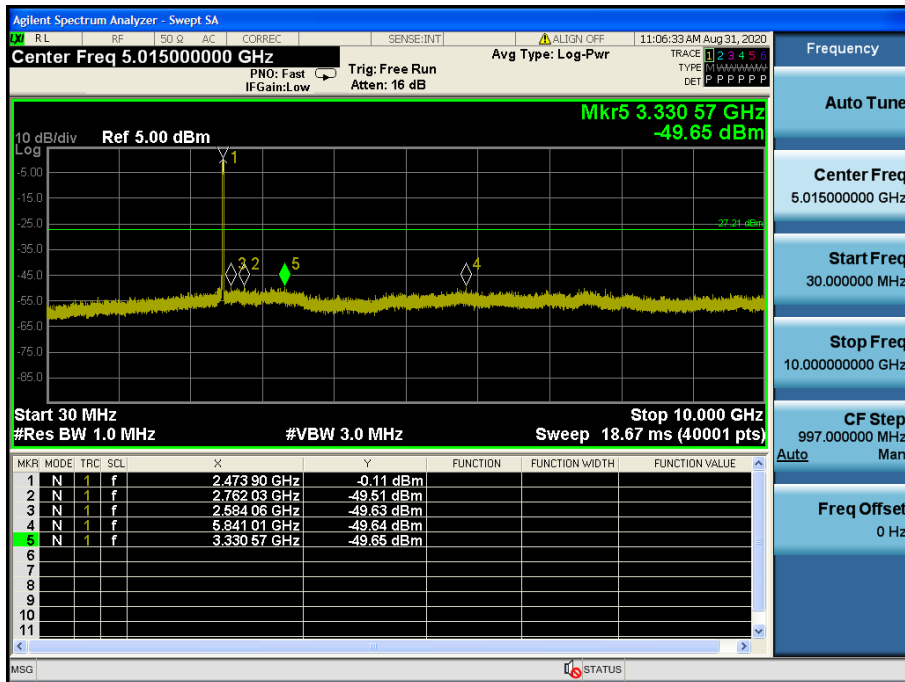 Agilent Spectrum Analyzer - Swept SA
LXI RL RF 50 Ω AC CORREC SENSE:INT ALIGN OFF 11:06:33 AM Aug 31, 2020
Center Freq 5.015000000 GHz
PNO: Fast
IFGain:Low
Trig: Free Run
Atten: 16 dB
Avg Type: Log-Pwr
TRACE 1 2 3 4 5 6
TYPE M WWWWW
DET P P P P P P
Mkr5 3.330 57 GHz
-49.65 dBm
10 dB/div Ref 5.00 dBm
Log
1
-5.00
-15.0
-25.0
-27.21 dBm
-35.0
3 2 5 4
-45.0
-55.0
-65.0
-75.0
-85.0
Start 30 MHz Stop 10.000 GHz
#Res BW 1.0 MHz #VBW 3.0 MHz Sweep 18.67 ms (40001 pts)
MKR MODE TRC SCL X Y FUNCTION FUNCTION WIDTH FUNCTION VALUE
1 N 1 f 2.473 90 GHz -0.11 dBm
2 N 1 f 2.762 03 GHz -49.51 dBm
3 N 1 f 2.584 06 GHz -49.63 dBm
4 N 1 f 5.841 01 GHz -49.64 dBm
5 N 1 f 3.330 57 GHz -49.65 dBm
6
7
8
9
10
11
MSG STATUS
Frequency
Auto Tune
Center Freq
5.015000000 GHz
Start Freq
30.000000 MHz
Stop Freq
10.000000000 GHz
CF Step
997.000000 MHz
Auto Man
Freq Offset
0 Hz